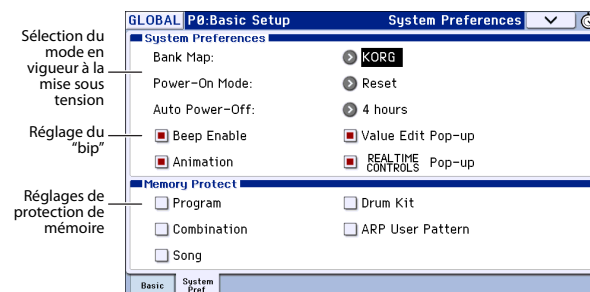 GLOBAL P0:Basic Setup System Preferences
System Preferences
Bank Map: KORG
Power-On Mode: Reset
Auto Power-Off: 4 hours
Beep Enable Value Edit Pop-up
Animation REALTIME CONTROLS Pop-up
Memory Protect
Program Drum Kit
Combination ARP User Pattern
Song
Basic System Pref
Sélection du
mode en
vigueur à la
mise sous
tension
Réglage du
“bip”
Réglages de
protection de
mémoire